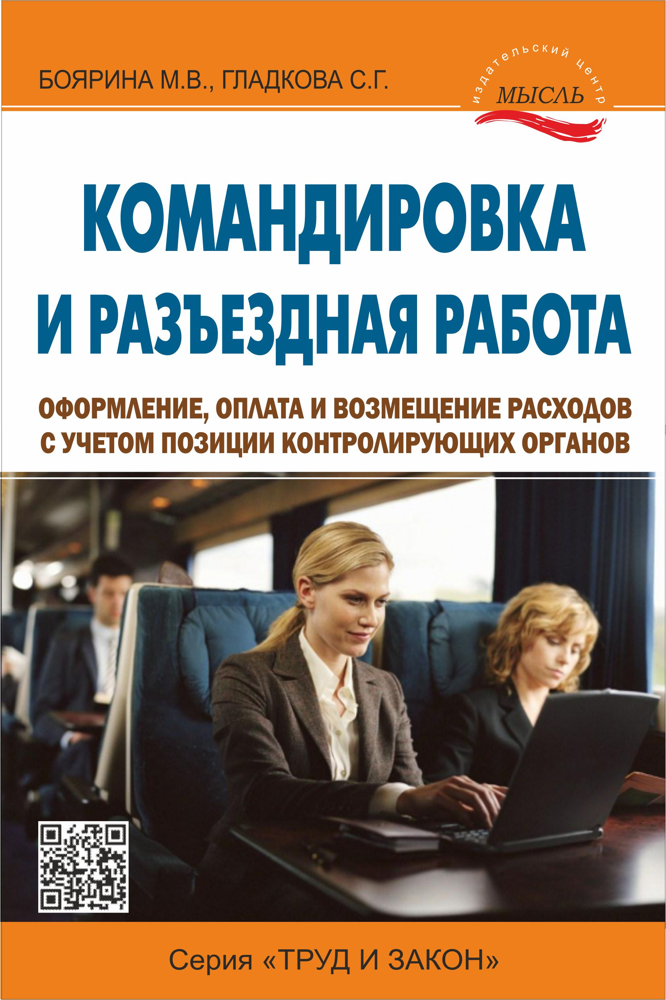 БОЯРИНА М.В., ГЛАДКОВА С.Г.
издательский центр
МЫСЛЬ
КОМАНДИРОВКА
И РАЗЪЕЗДНАЯ РАБОТА
ОФОРМЛЕНИЕ, ОПЛАТА И ВОЗМЕЩЕНИЕ РАСХОДОВ
С УЧЕТОМ ПОЗИЦИИ КОНТРОЛИРУЮЩИХ ОРГАНОВ
Серия «ТРУД И ЗАКОН»